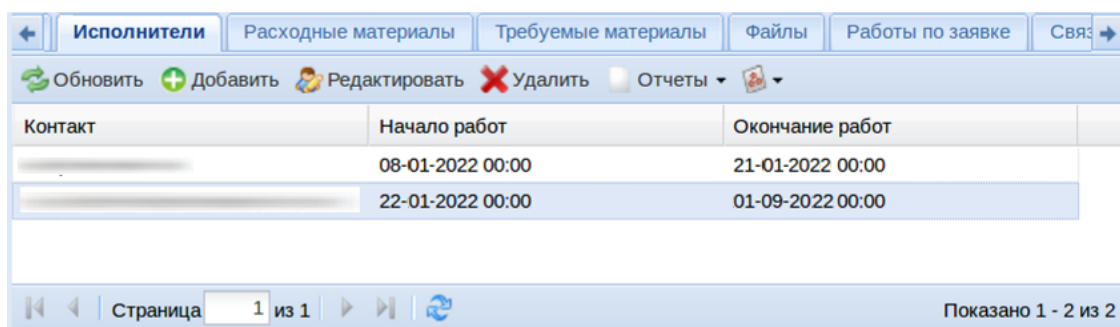 Исполнители Расходные материалы Требуемые материалы Файлы Работы по заявке
Обновить Добавить Редактировать Удалить Отчеты
Контакт Начало работ Окончание работ
08-01-2022 00:00 21-01-2022 00:00
22-01-2022 00:00 01-09-2022 00:00
Страница 1 из 1 Показано 1 - 2 из 2